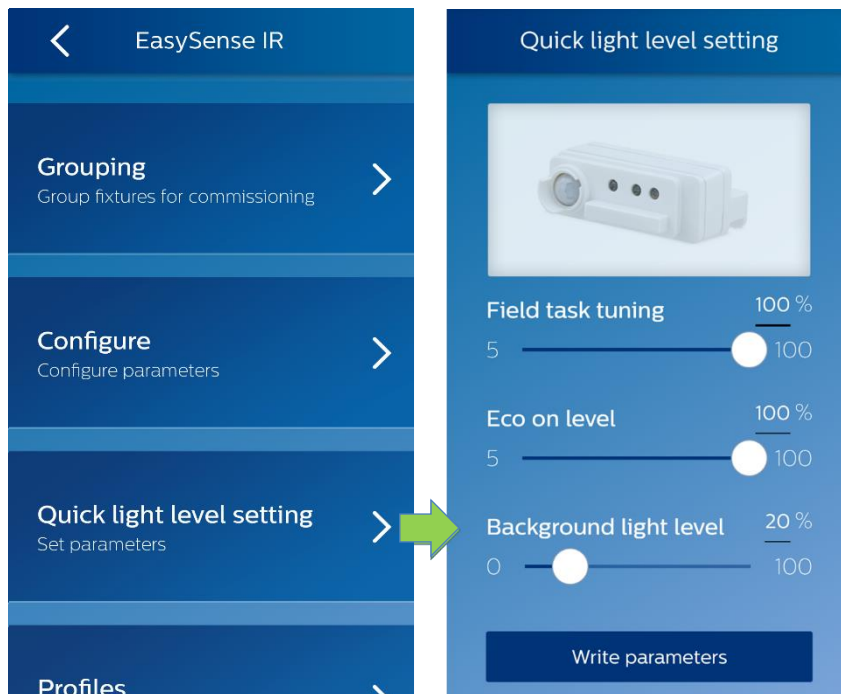 EasySense IR
Grouping
Group fixtures for commissioning
Configure
Configure parameters
Quick light level setting
Set parameters
Profiles
Quick light level setting
Field task tuning
100 %
5
100
Eco on level
100 %
5
100
Background light level
20 %
0
100
Write parameters